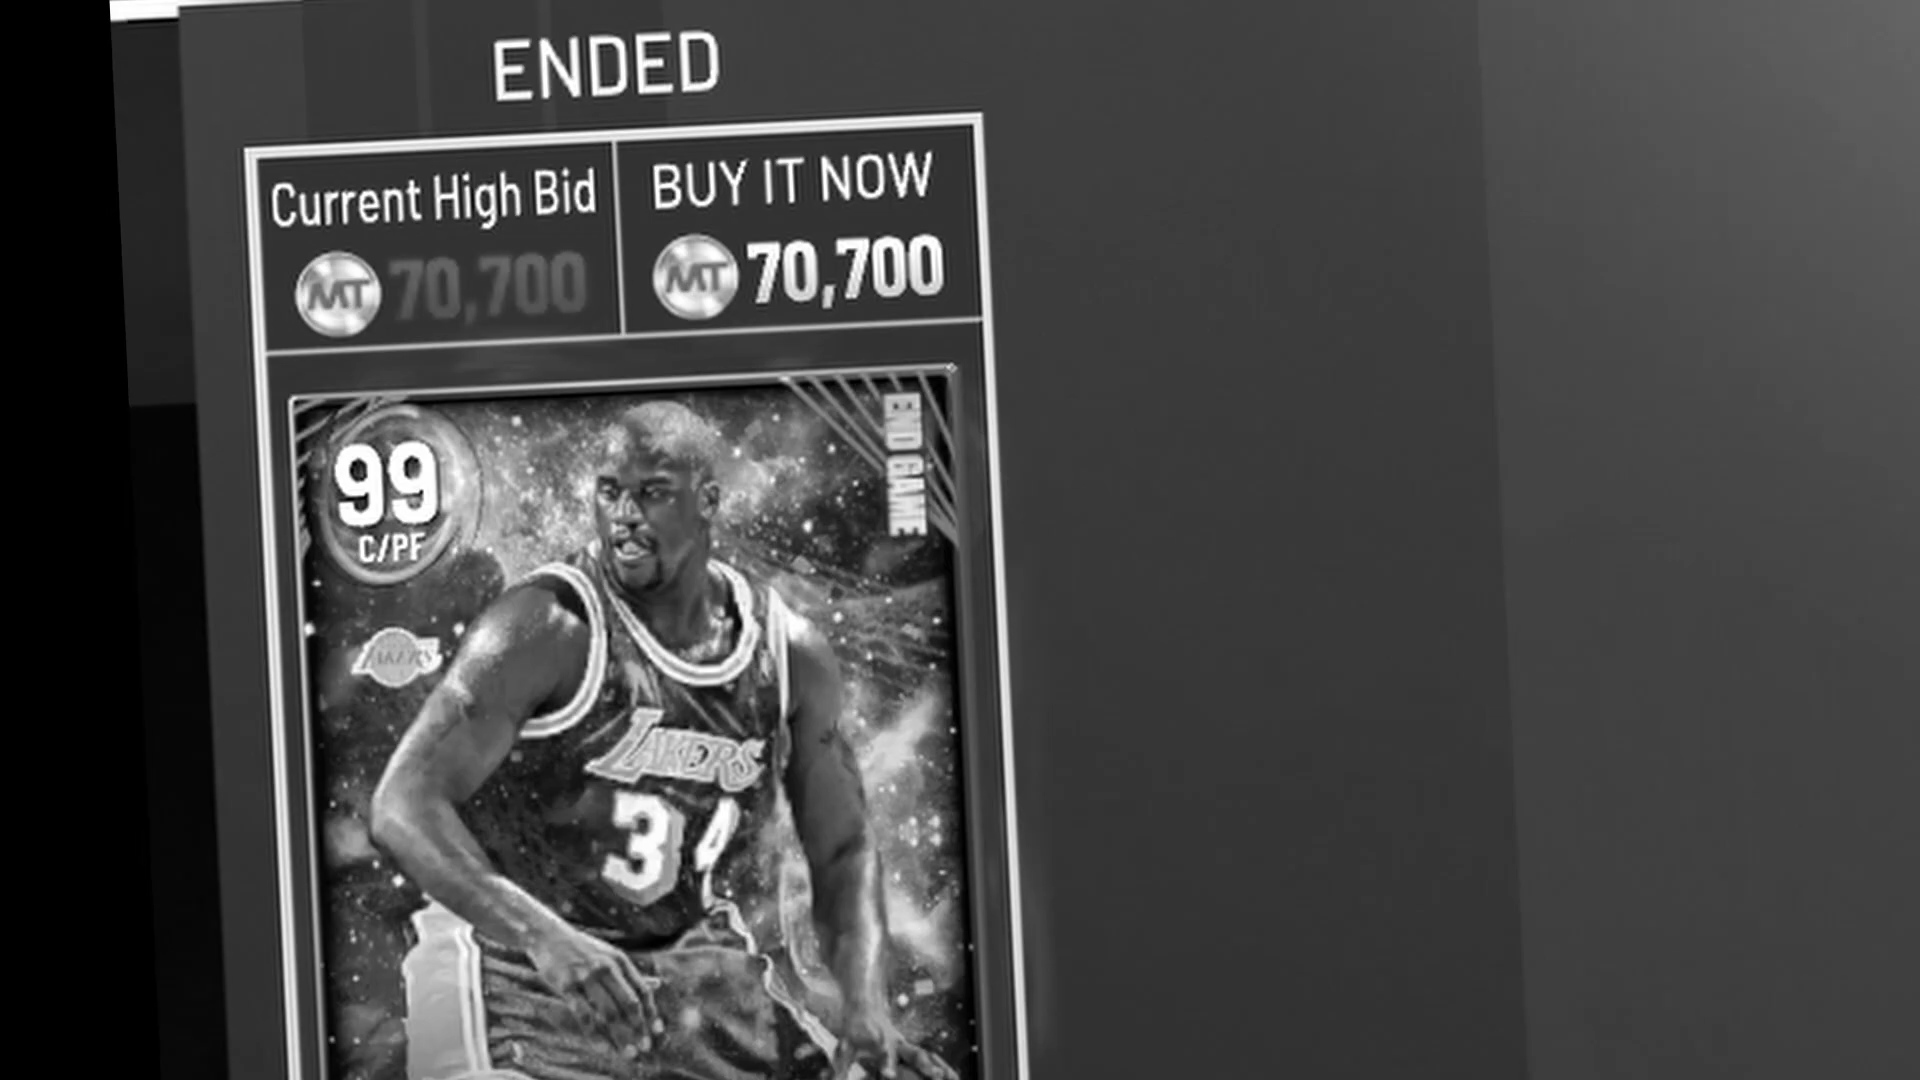 ENDED
Current High Bid
BUY IT NOW
MT 70,700
MT 70,700
END GAME
99
C/PF
LAKERS
LAKERS
34